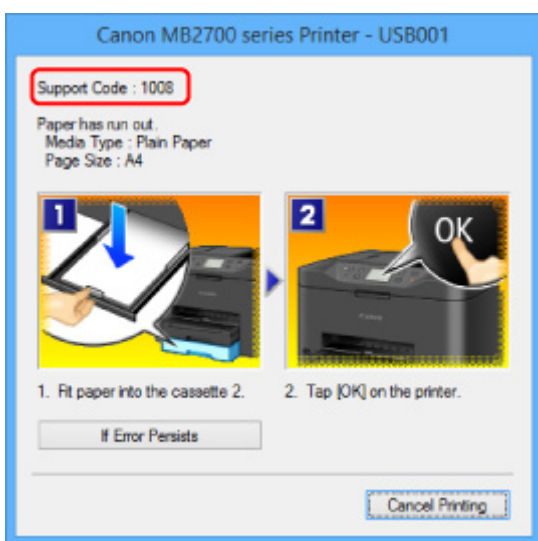 Canon MB2700 series Printer - USB001
Support Code : 1008
Paper has run out.
Media Type : Plain Paper
Page Size : A4
1
2
OK
Canon
1. Fit paper into the cassette 2.
2. Tap [OK] on the printer.
If Error Persists
Cancel Printing